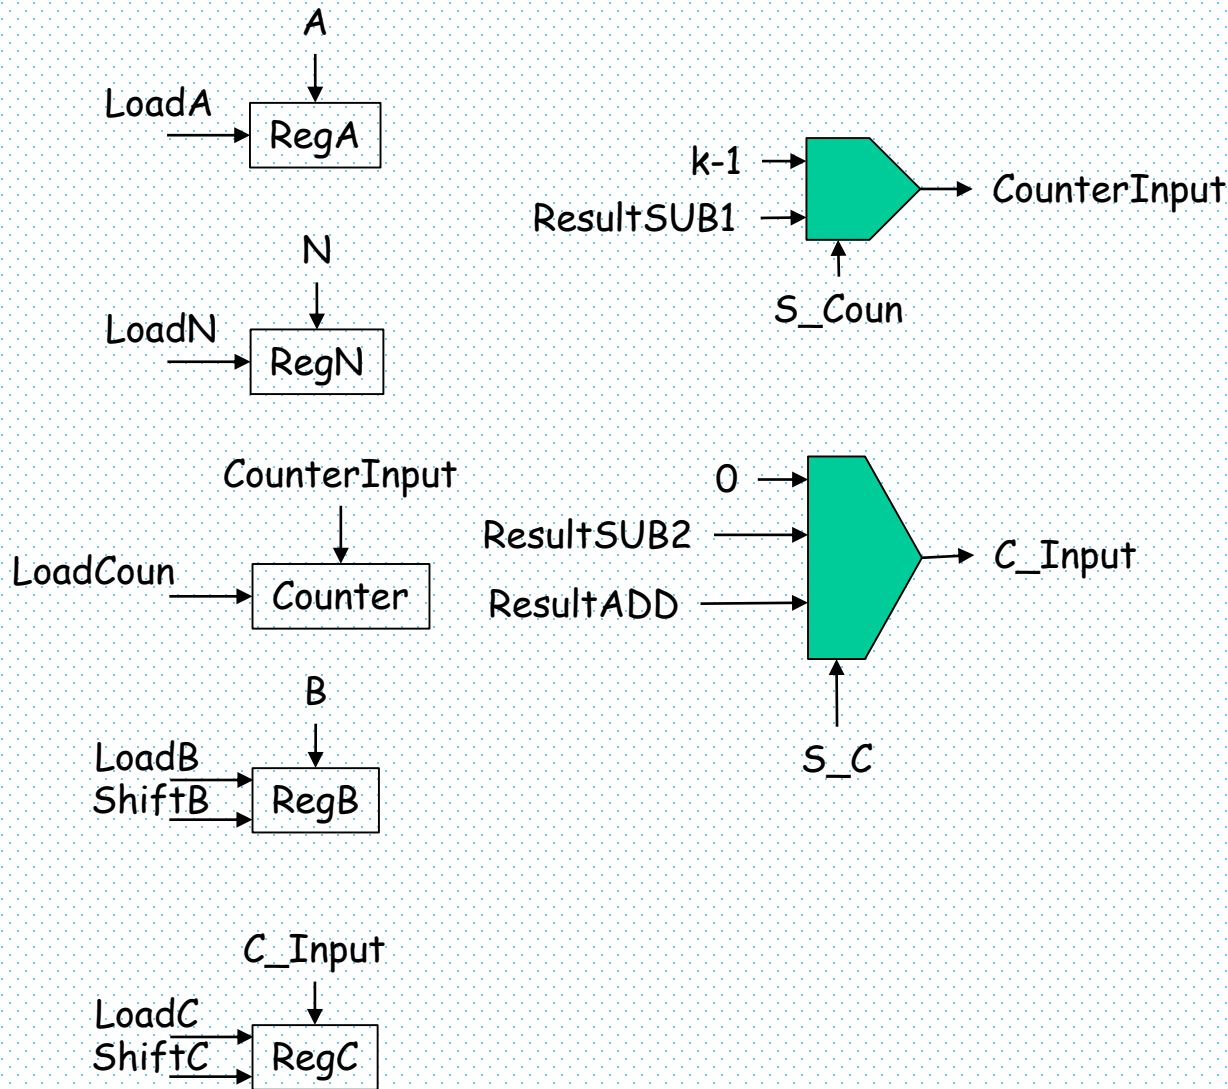 A
LoadA
RegA
k-1
ResultSUB1
CounterInput
S_Coun
N
LoadN
RegN
CounterInput
LoadCoun
Counter
0
ResultSUB2
ResultADD
C_Input
S_C
B
LoadB
ShiftB
RegB
C_Input
LoadC
ShiftC
RegC